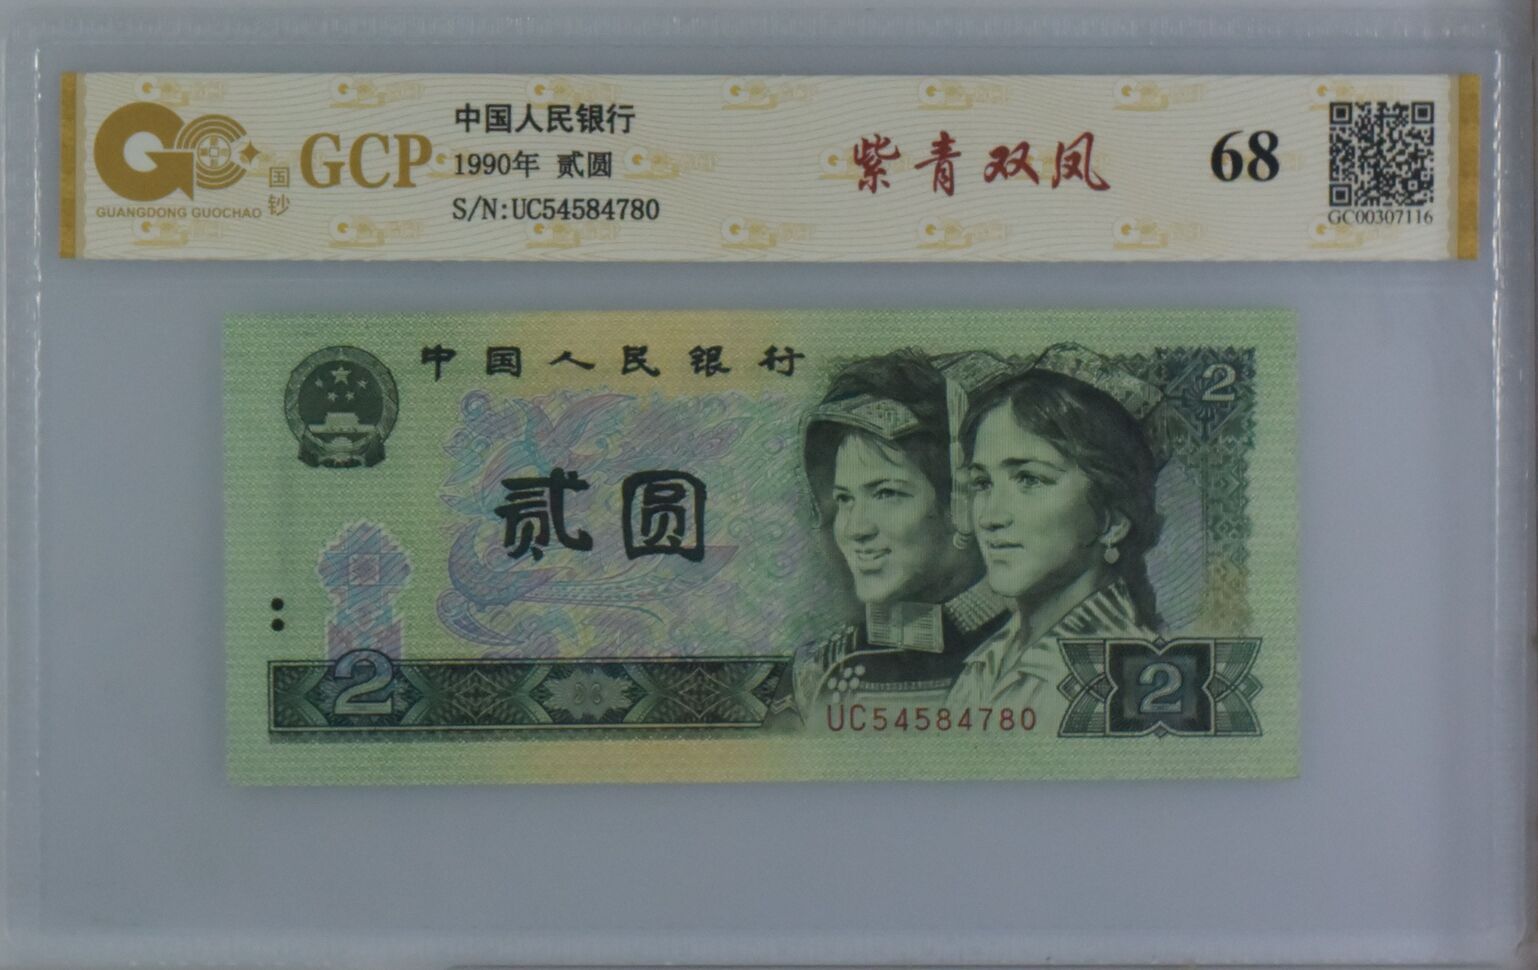 GUANGDONG GUOCHAO
国钞
GCP
中国人民银行
1990年 贰圆
S/N:UC54584780
紫青双凤
68
GC00307116
中国人民银行
2
贰圆
2
UC54584780
2